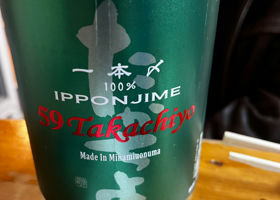 一本〆
100%
IPPONJIME
59 Takachiyo
Made In Minamiuonuma